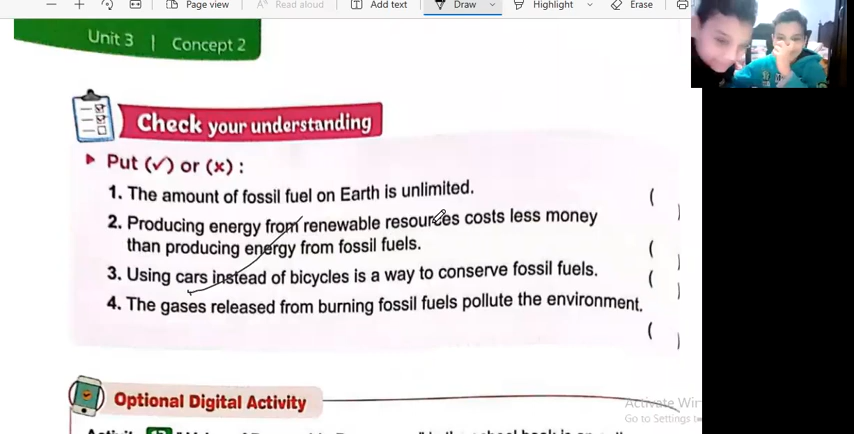 Page view
Read aloud
Add text
Draw
Highlight
Erase
Unit 3 | Concept 2
Check your understanding
Put (✓) or (x) :
1. The amount of fossil fuel on Earth is unlimited. ( )
2. Producing energy from renewable resources costs less money
than producing energy from fossil fuels. ( )
3. Using cars instead of bicycles is a way to conserve fossil fuels. ( )
4. The gases released from burning fossil fuels pollute the environment.
( )
Optional Digital Activity
Activate Win
Go to Settings t